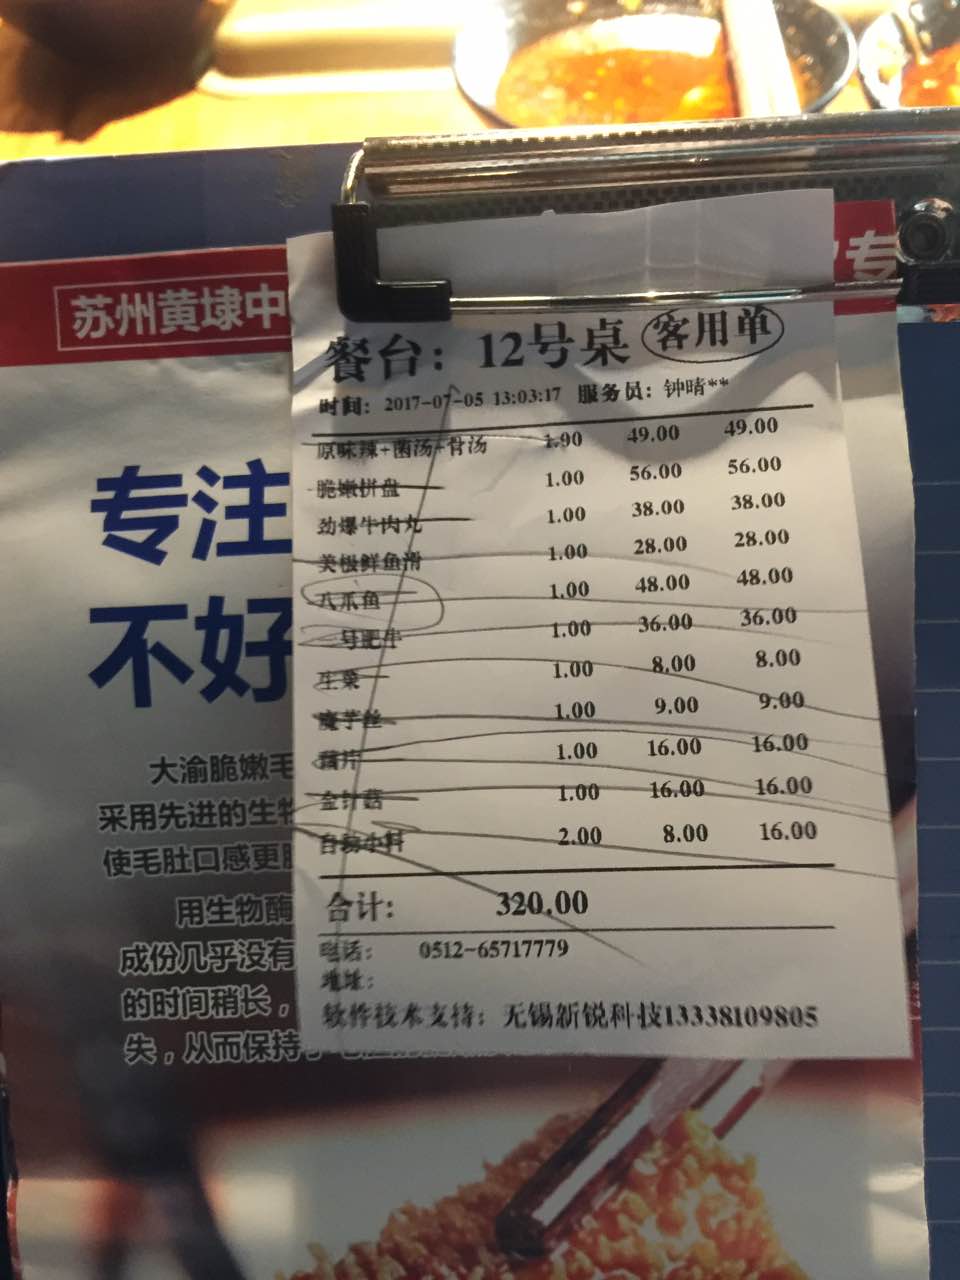 苏州黄埭中
专
专注
不好
大渝脆嫩毛
采用先进的生物
使毛肚口感更
用生物酶
成份几乎没有
的时间稍长，
失，从而保持
餐台：12号桌 客用单
时间：2017-07-05 13:03:17 服务员：钟晴**
原味辣+菌汤+骨汤 1.00 49.00 49.00
脆嫩拼盘 1.00 56.00 56.00
劲爆牛肉丸 1.00 38.00 38.00
美极鲜鱼滑 1.00 28.00 28.00
八爪鱼 1.00 48.00 48.00
一号肥牛 1.00 36.00 36.00
生菜 1.00 8.00 8.00
魔芋丝 1.00 9.00 9.00
藕片 1.00 16.00 16.00
金针菇 1.00 16.00 16.00
自助小料 2.00 8.00 16.00
合计: 320.00
电话: 0512-65717779
地址:
软件技术支持：无锡新锐科技13338109805